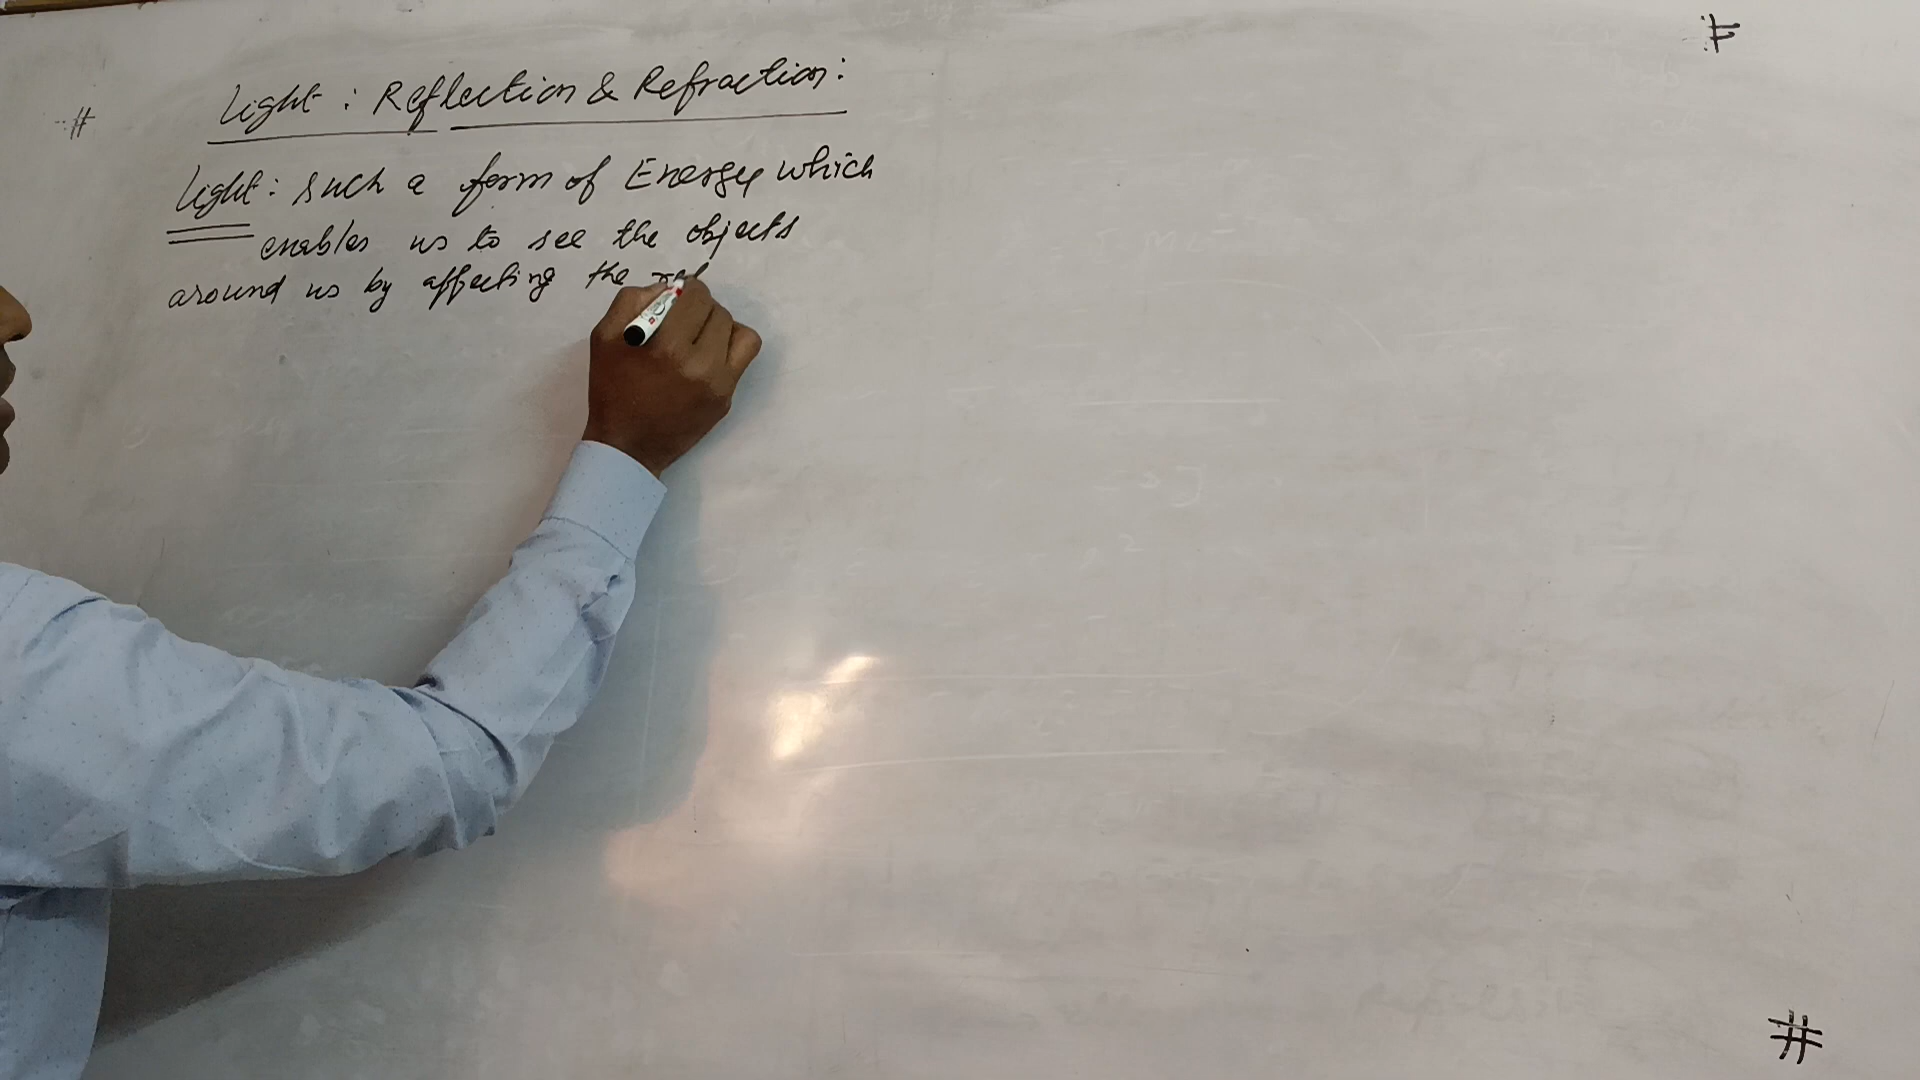 Light : Reflection & Refraction :
Light : such a form of Energy which
enables us to see the objects
around us by affecting the
#
#